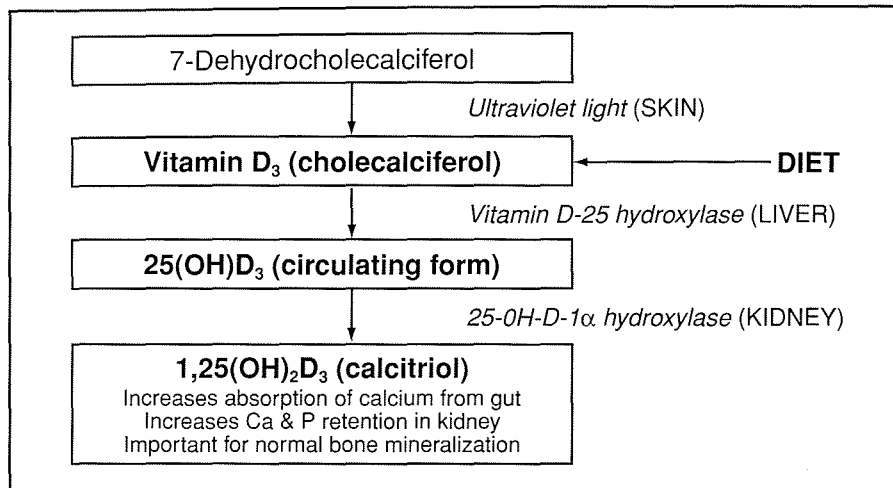 7-Dehydrocholecalciferol
Ultraviolet light (SKIN)
Vitamin D₃ (cholecalciferol)
DIET
Vitamin D-25 hydroxylase (LIVER)
25(OH)D₃ (circulating form)
25-0H-D-1α hydroxylase (KIDNEY)
1,25(OH)₂D₃ (calcitriol)
Increases absorption of calcium from gut
Increases Ca & P retention in kidney
Important for normal bone mineralization